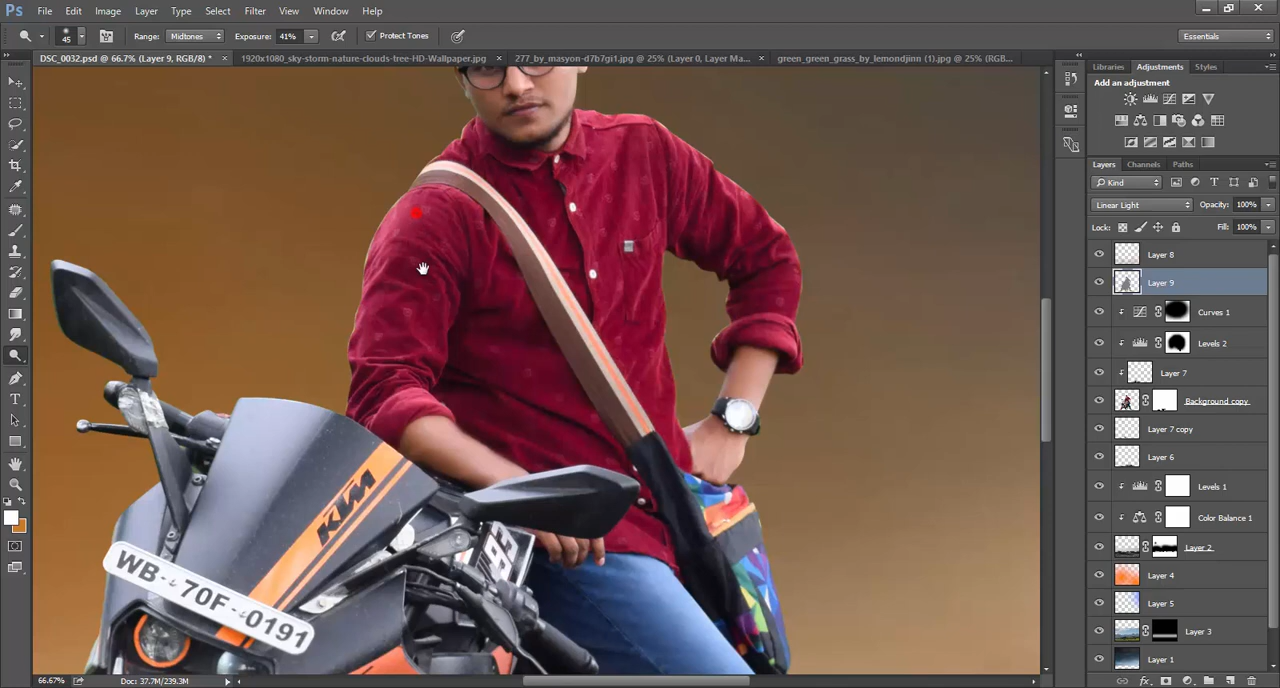 Ps File Edit Image Layer Type Select Filter View Window Help
45 Range: Midtones Exposure: 41% Protect Tones Essentials
DSC_0032.psd @ 66.7% (Layer 9, RGB/8) * × 1920x1080_sky-storm-nature-clouds-tree-HD-Wallpaper.jpg × 277_by_masyon-d7b7gi1.jpg @ 25% (Layer 0, Layer Ma... × green_green_grass_by_lemondjinn (1).jpg @ 25% (RGB...
Libraries Adjustments Styles
Add an adjustment
Layers Channels Paths
Kind
Linear Light Opacity: 100%
Lock: Fill: 100%
Layer 8
Layer 9
Curves 1
Levels 2
Layer 7
Background copy
Layer 7 copy
Layer 6
Levels 1
Color Balance 1
Layer 2
Layer 4
Layer 5
Layer 3
Layer 1
KTM
WB-70F-0191
66.67% Doc: 37.7M/239.3M